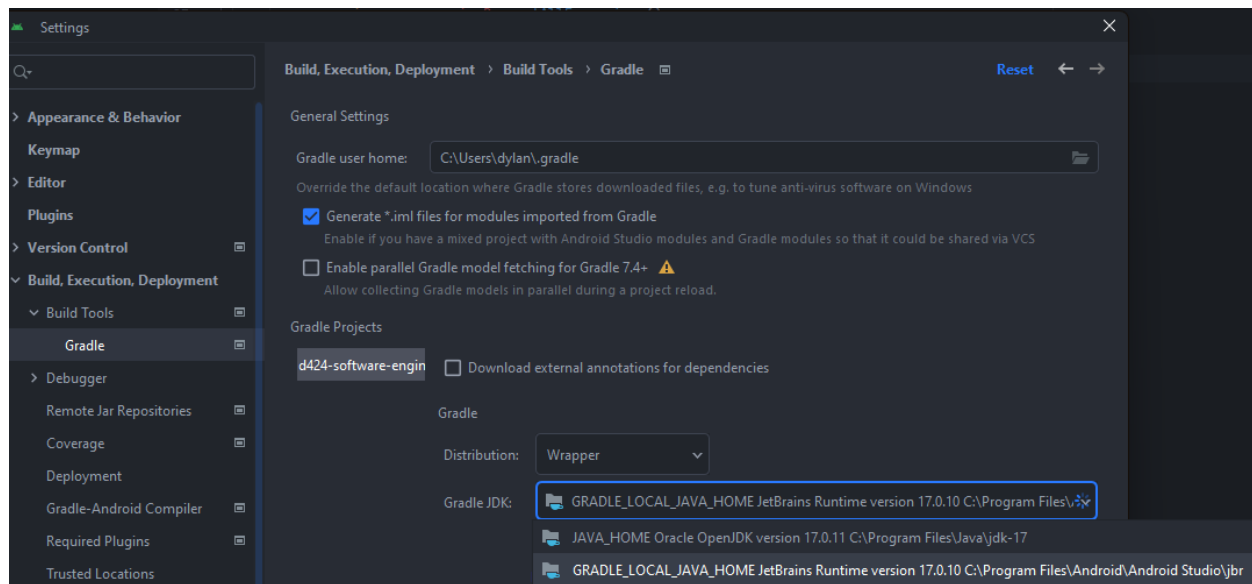 Settings
Build, Execution, Deployment › Build Tools › Gradle
Reset
Appearance & Behavior
Keymap
Editor
Plugins
Version Control
Build, Execution, Deployment
Build Tools
Gradle
Debugger
Remote Jar Repositories
Coverage
Deployment
Gradle-Android Compiler
Required Plugins
Trusted Locations
General Settings
Gradle user home: C:\Users\dylan\.gradle
Override the default location where Gradle stores downloaded files, e.g. to tune anti-virus software on Windows
Generate *.iml files for modules imported from Gradle
Enable if you have a mixed project with Android Studio modules and Gradle modules so that it could be shared via VCS
Enable parallel Gradle model fetching for Gradle 7.4+
Allow collecting Gradle models in parallel during a project reload.
Gradle Projects
d424-software-engin
Download external annotations for dependencies
Gradle
Distribution: Wrapper
Gradle JDK: GRADLE_LOCAL_JAVA_HOME JetBrains Runtime version 17.0.10 C:\Program Files\
JAVA_HOME Oracle OpenJDK version 17.0.11 C:\Program Files\Java\jdk-17
GRADLE_LOCAL_JAVA_HOME JetBrains Runtime version 17.0.10 C:\Program Files\Android\Android Studio\jbr